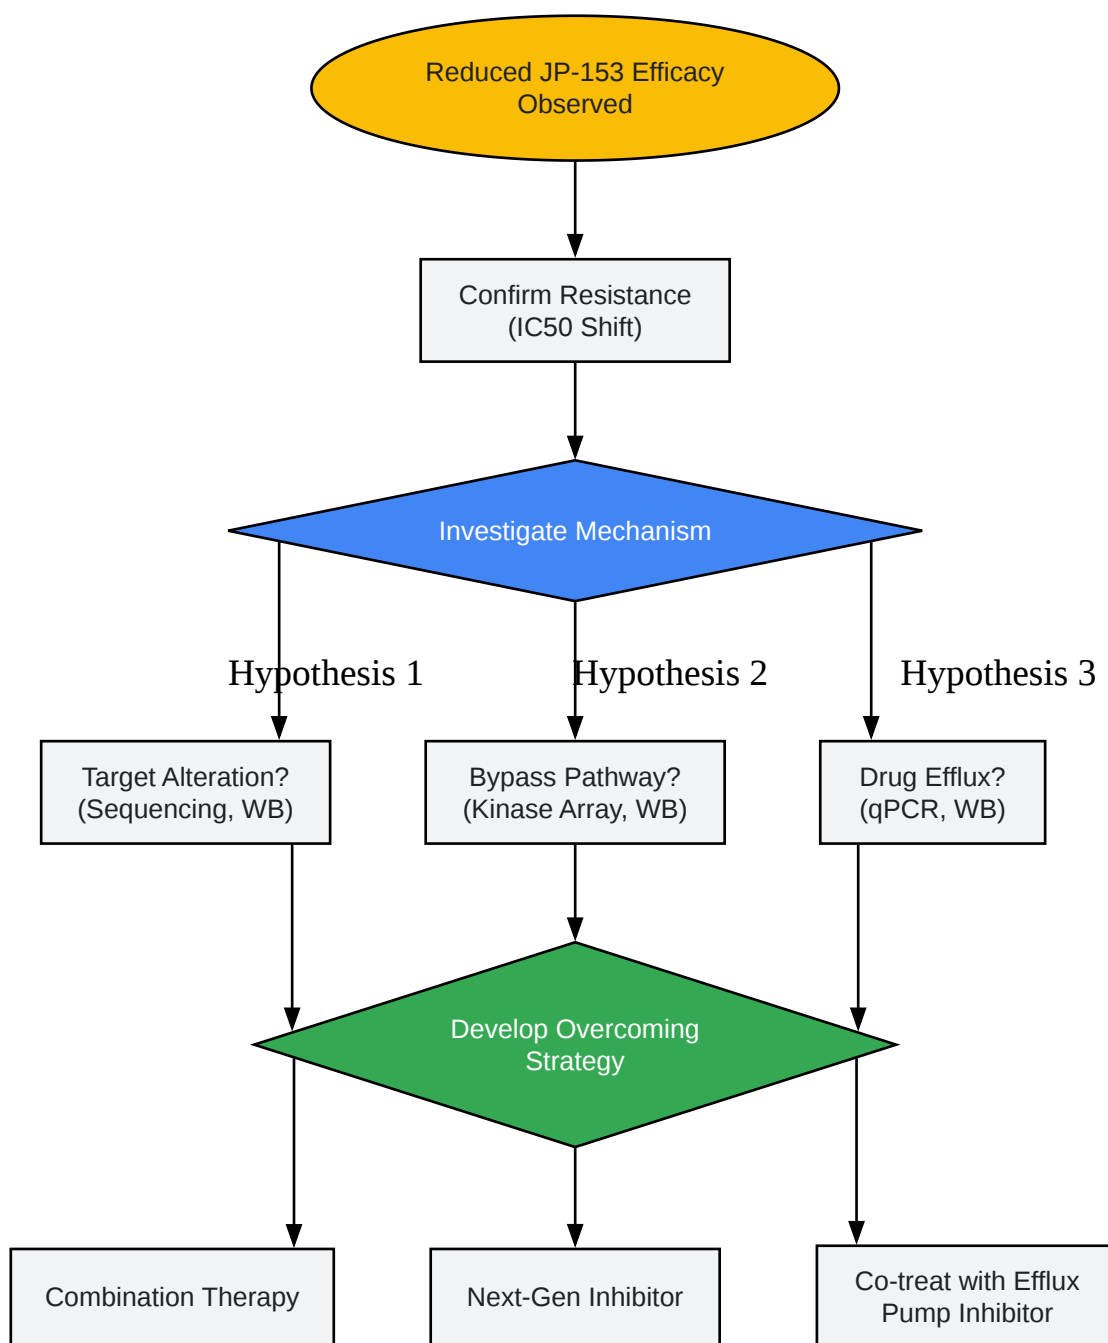 Reduced JP-153 Efficacy
Observed
Confirm Resistance
(IC50 Shift)
Investigate Mechanism
Hypothesis 1
Hypothesis 2
Hypothesis 3
Target Alteration?
(Sequencing, WB)
Bypass Pathway?
(Kinase Array, WB)
Drug Efflux?
(qPCR, WB)
Develop Overcoming
Strategy
Combination Therapy
Next-Gen Inhibitor
Co-treat with Efflux
Pump Inhibitor